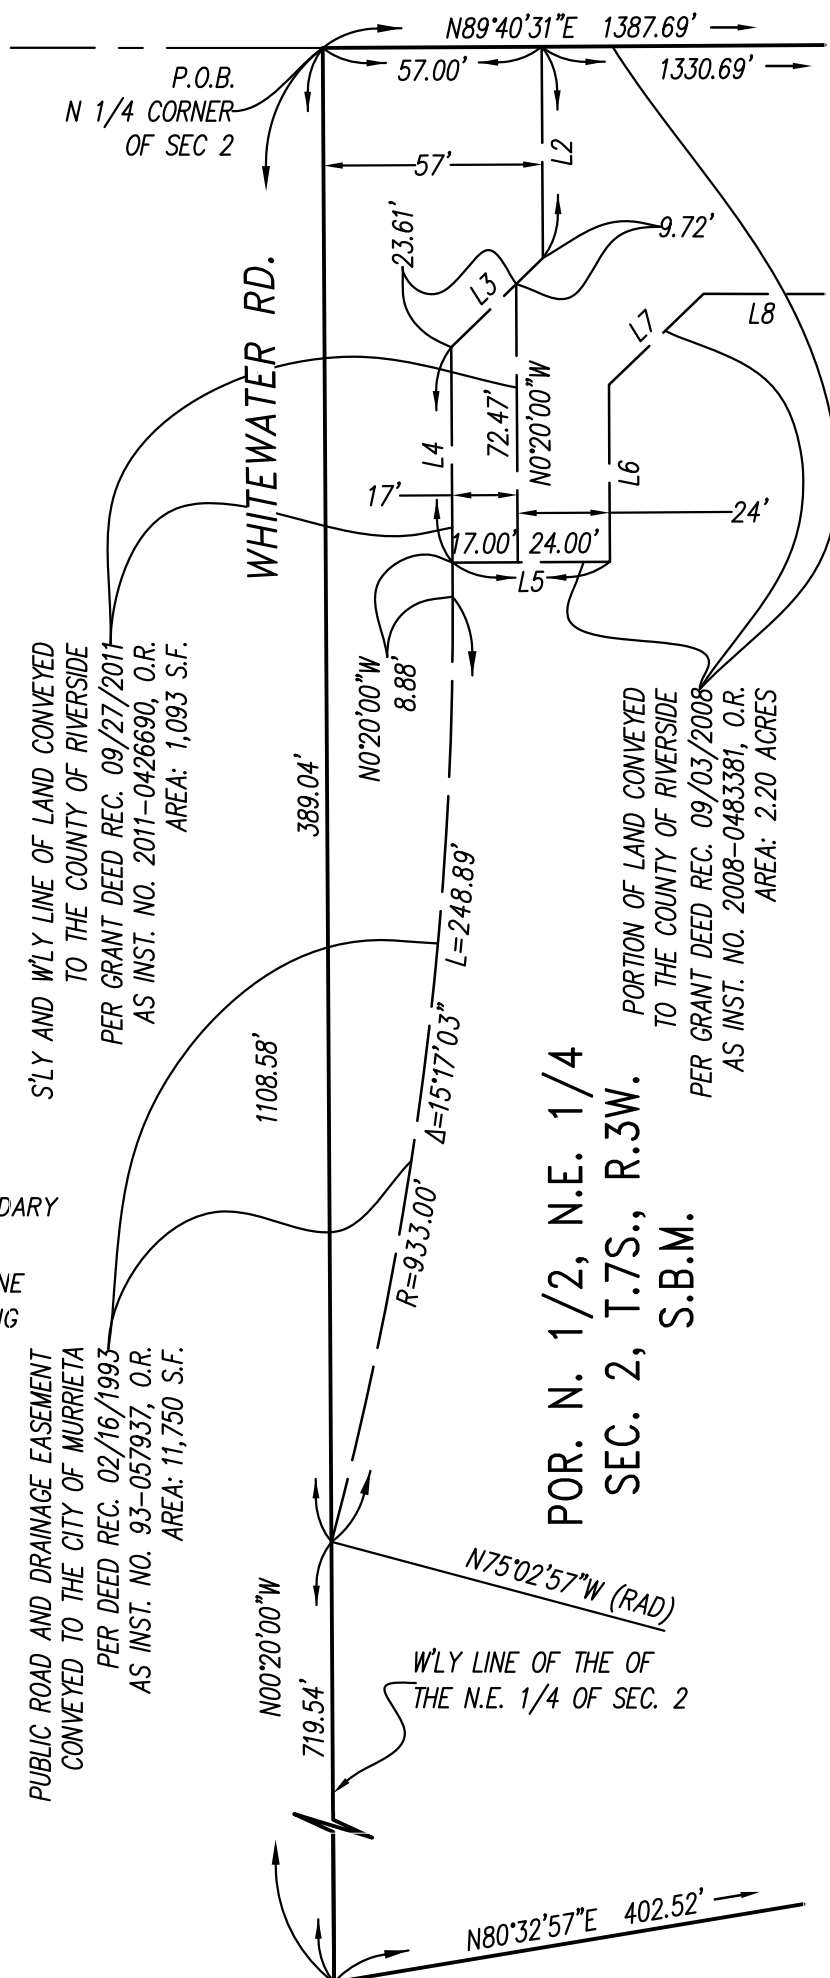 N89°40'31"E 1387.69'
57.00'
1330.69'
P.O.B.
N 1/4 CORNER
OF SEC 2
57'
L2
23.61'
9.72'
L3
L7
L8
WHITEWATER RD.
72.47'
N0°20'00"W
L4
L6
17'
24'
17.00'
24.00'
L5
N0°20'00"W
8.88'
S'LY AND W'LY LINE OF LAND CONVEYED
TO THE COUNTY OF RIVERSIDE
PER GRANT DEED REC. 09/27/2011
AS INST. NO. 2011-0426690, O.R.
AREA: 1,093 S.F.
PORTION OF LAND CONVEYED
TO THE COUNTY OF RIVERSIDE
PER GRANT DEED REC. 09/03/2008
AS INST. NO. 2008-0483381, O.R.
AREA: 2.20 ACRES
389.04'
L=248.89'
1108.58'
Δ=15°17'03"
R=933.00'
POR. N. 1/2, N.E. 1/4
SEC. 2, T.7S., R.3W.
S.B.M.
DARY
NE
PUBLIC ROAD AND DRAINAGE EASEMENT
CONVEYED TO THE CITY OF MURRIETA
PER DEED REC. 02/16/1993
AS INST. NO. 93-057937, O.R.
AREA: 11,750 S.F.
N75°02'57"W (RAD)
N00°20'00"W
719.54'
W'LY LINE OF THE OF
THE N.E. 1/4 OF SEC. 2
N80°32'57"E 402.52'